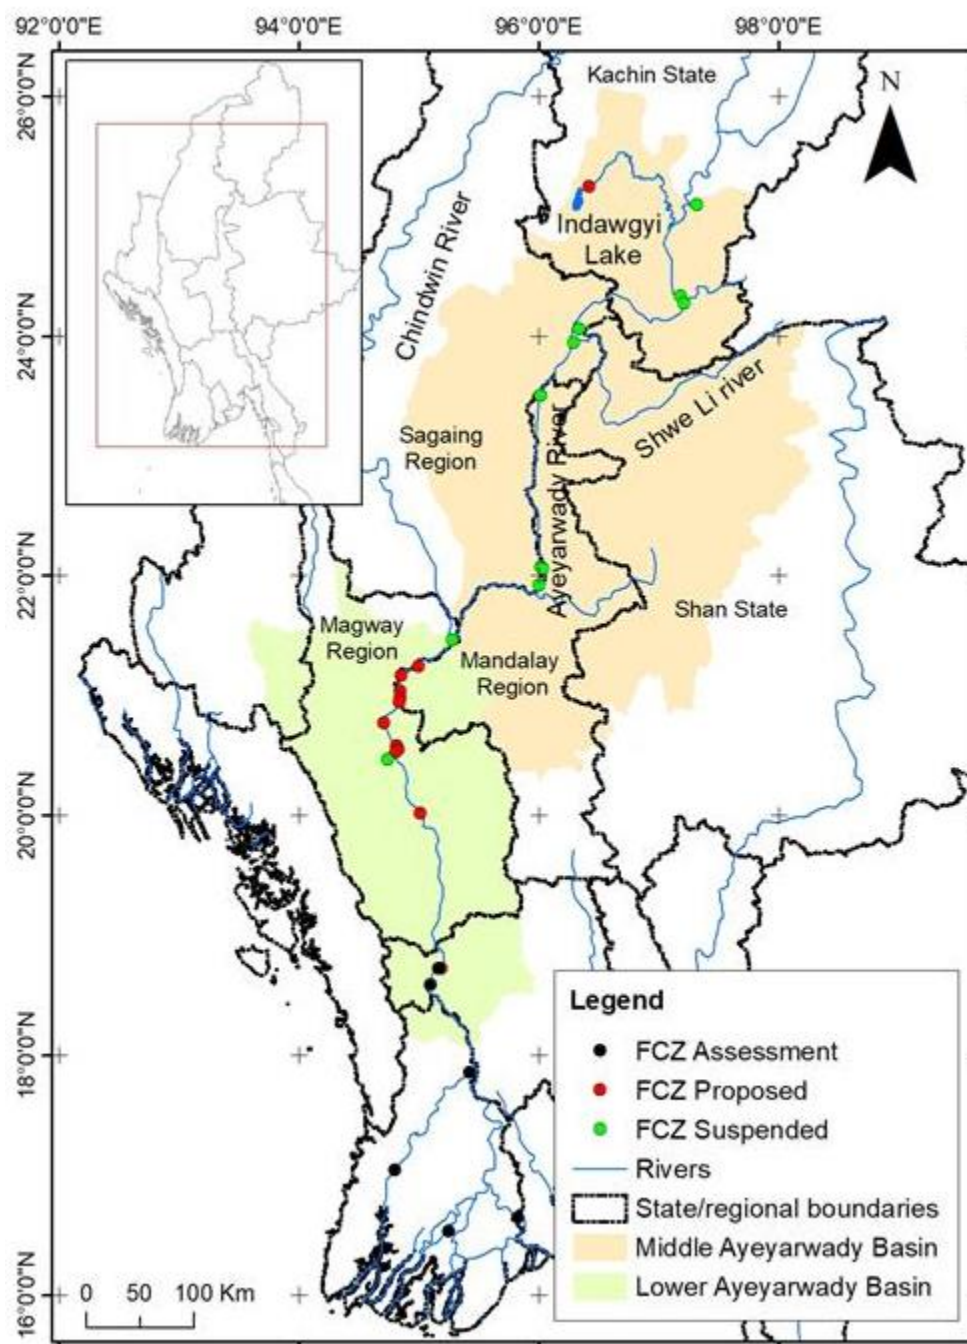 92°0'0"E
94°0'0"E
96°0'0"E
98°0'0"E
26°0'0"N
24°0'0"N
22°0'0"N
20°0'0"N
18°0'0"N
16°0'0"N
Kachin State
N
Indawgyi
Lake
Chindwin River
Shwe Li river
Sagaing
Region
Ayeyarwady River
Shan State
Magway
Region
Mandalay
Region
Legend
FCZ Assessment
FCZ Proposed
FCZ Suspended
Rivers
State/regional boundaries
Middle Ayeyarwady Basin
Lower Ayeyarwady Basin
0 50 100 Km